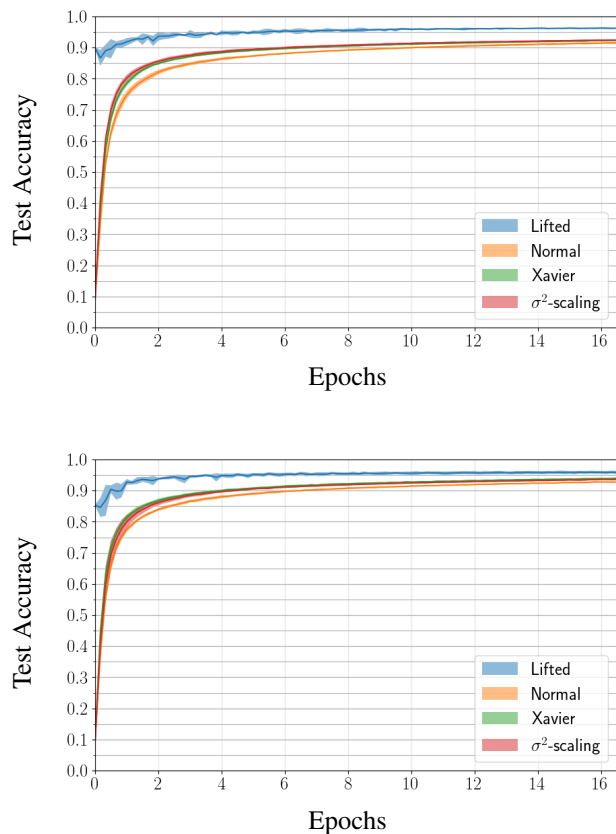 1.0
0.9
0.8
0.7
0.6
0.5
0.4
0.3
0.2
0.1
0.0
Test Accuracy
Lifted
Normal
Xavier
σ²-scaling
0 2 4 6 8 10 12 14 16
Epochs
1.0
0.9
0.8
0.7
0.6
0.5
0.4
0.3
0.2
0.1
0.0
Test Accuracy
Lifted
Normal
Xavier
σ²-scaling
0 2 4 6 8 10 12 14 16
Epochs